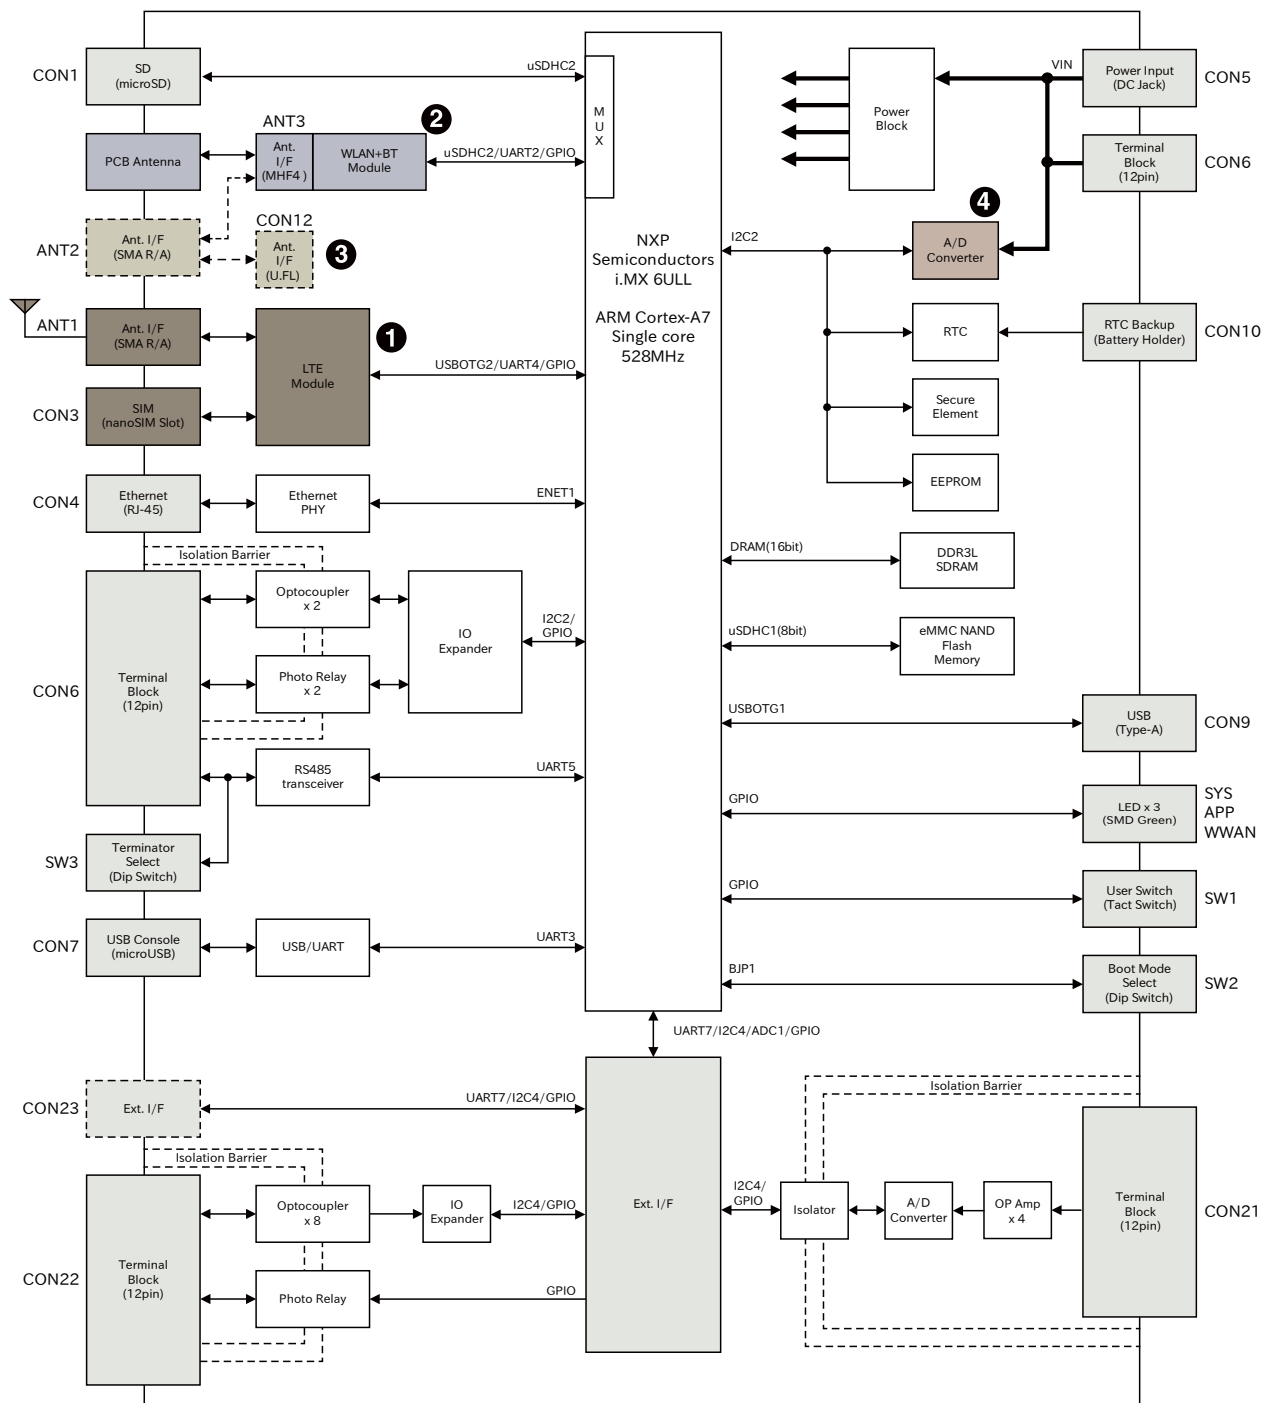 CON1
SD
(microSD)
uSDHC2
M
U
X
PCB Antenna
ANT3
Ant.
I/F
(MHF4 )
WLAN+BT
Module
2
uSDHC2/UART2/GPIO
ANT2
Ant. I/F
(SMA R/A)
CON12
Ant.
I/F
(U.FL)
3
ANT1
Ant. I/F
(SMA R/A)
LTE
Module
1
USBOTG2/UART4/GPIO
CON3
SIM
(nanoSIM Slot)
CON4
Ethernet
(RJ-45)
Ethernet
PHY
ENET1
Isolation Barrier
CON6
Terminal
Block
(12pin)
Optocoupler
x 2
Photo Relay
x 2
IO
Expander
I2C2/
GPIO
RS485
transceiver
UART5
SW3
Terminator
Select
(Dip Switch)
CON7
USB Console
(microUSB)
USB/UART
UART3
NXP
Semiconductors
i.MX 6ULL
ARM Cortex-A7
Single core
528MHz
Power
Block
VIN
Power Input
(DC Jack)
CON5
Terminal
Block
(12pin)
CON6
4
I2C2
A/D
Converter
RTC
RTC Backup
(Battery Holder)
CON10
Secure
Element
EEPROM
DRAM(16bit)
DDR3L
SDRAM
uSDHC1(8bit)
eMMC NAND
Flash
Memory
USBOTG1
USB
(Type-A)
CON9
GPIO
LED x 3
(SMD Green)
SYS
APP
WWAN
GPIO
User Switch
(Tact Switch)
SW1
BJP1
Boot Mode
Select
(Dip Switch)
SW2
UART7/I2C4/ADC1/GPIO
CON23
Ext. I/F
UART7/I2C4/GPIO
Isolation Barrier
CON22
Terminal
Block
(12pin)
Optocoupler
x 8
IO
Expander
I2C4/GPIO
Photo Relay
GPIO
Ext. I/F
Isolation Barrier
I2C4/
GPIO
Isolator
A/D
Converter
OP Amp
x 4
Terminal
Block
(12pin)
CON21